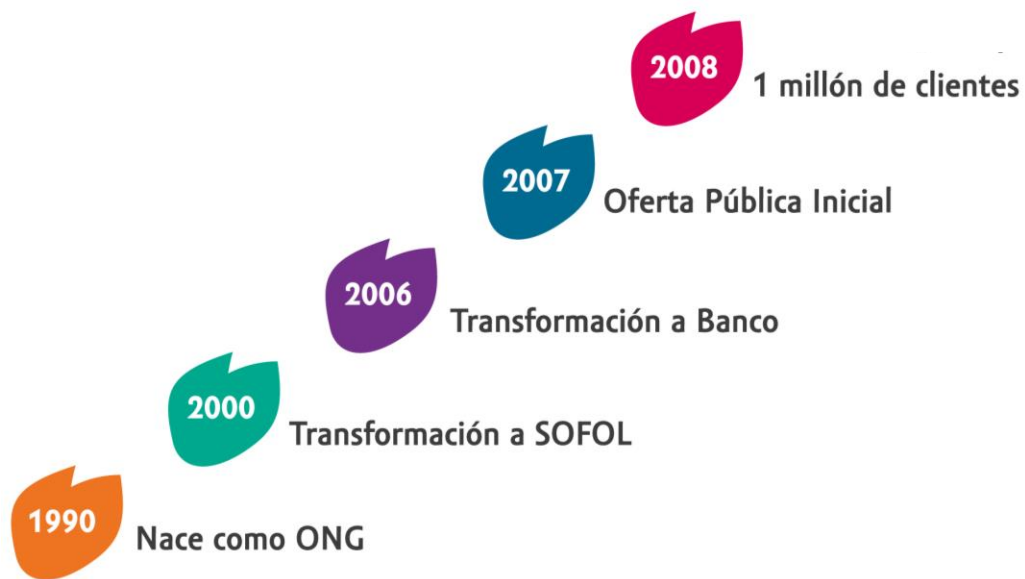 2008
1 millón de clientes
2007
Oferta Pública Inicial
2006
Transformación a Banco
2000
Transformación a SOFOL
1990
Nace como ONG